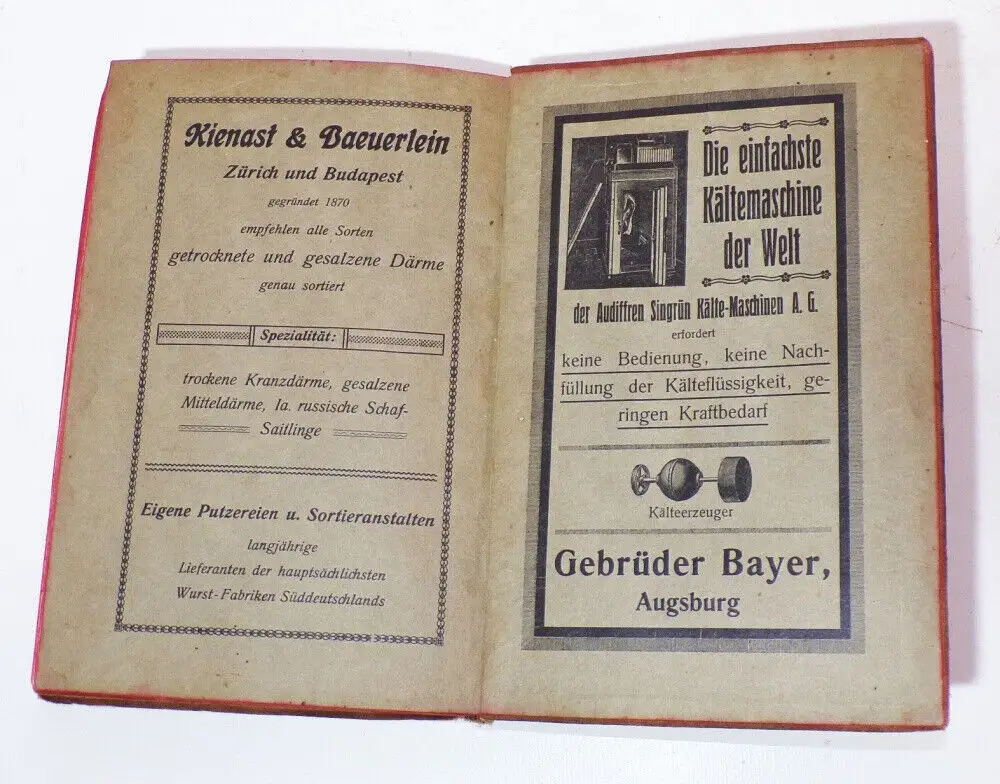 Kienast & Baeuerlein
Zürich und Budapest
gegründet 1870
empfehlen alle Sorten
getrocknete und gesalzene Därme
genau sortiert
Spezialität:
trockene Kranzdärme, gesalzene
Mitteldärme, Ia. russische Schaf-
Saitlinge
Eigene Putzereien u. Sortieranstalten
langjährige
Lieferanten der hauptsächlichsten
Wurst-Fabriken Süddeutschlands
Die einfachste
Kältemaschine
der Welt
der Audiffren Singrün Kälte-Maschinen A. G.
erfordert
keine Bedienung, keine Nach-
füllung der Kälteflüssigkeit, ge-
ringen Kraftbedarf
Kälteerzeuger
Gebrüder Bayer,
Augsburg